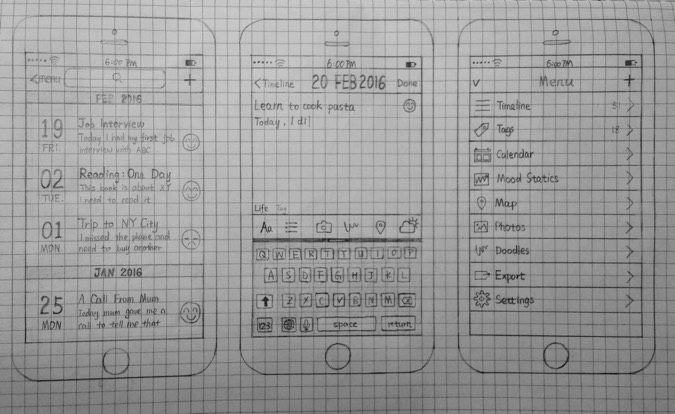 6:00 PM
<Menu
+
FEB 2016
19
FRI.
Job Interview
Today I had my first job
interview with ABC
02
TUE.
Reading: One Day
This book is about XY
I need to read it
01
MON.
Trip to NY City
I missed the plane and
need to buy another
JAN 2016
25
MON
A Call From Mum
Today mum gave me a
call to tell me that
6:00 PM
<Timeline
20 FEB 2016
Done
Learn to cook pasta
Today, I di|
Life Tag
Aa
Q W E R T Y U I O P
A S D F G H J K L
Z X C V B N M
123
space
return
6:00 PM
v
Menu
+
Timeline
31 >
Tags
18 >
Calendar >
Mood Statics >
Map >
Photos >
Doodles >
Export >
Settings >